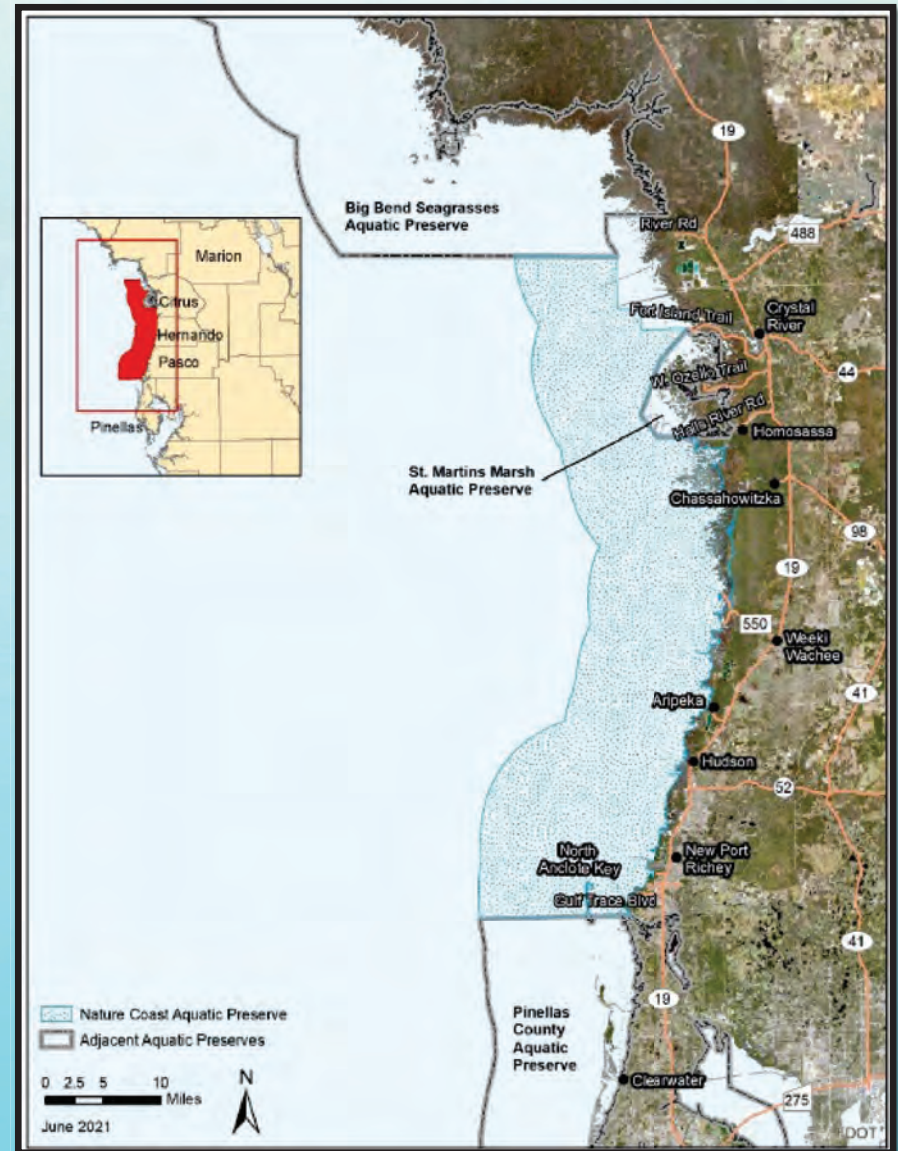 19
Big Bend Seagrasses
Aquatic Preserve
River Rd
488
Marion
Citrus
Hernando
Pasco
Pinellas
Fort Island Trail
Crystal
River
W. Ozello Trail
44
Halls River Rd
Homosassa
St. Martins Marsh
Aquatic Preserve
Chassahowitzka
98
19
550
Weeki
Wachee
41
Aripeka
Hudson
52
North
Anclote Key
New Port
Richey
Gulf Trace Blvd
41
19
Pinellas
County
Aquatic
Preserve
Nature Coast Aquatic Preserve
Adjacent Aquatic Preserves
0 2.5 5 10
Miles
N
June 2021
Clearwater
275
DOT